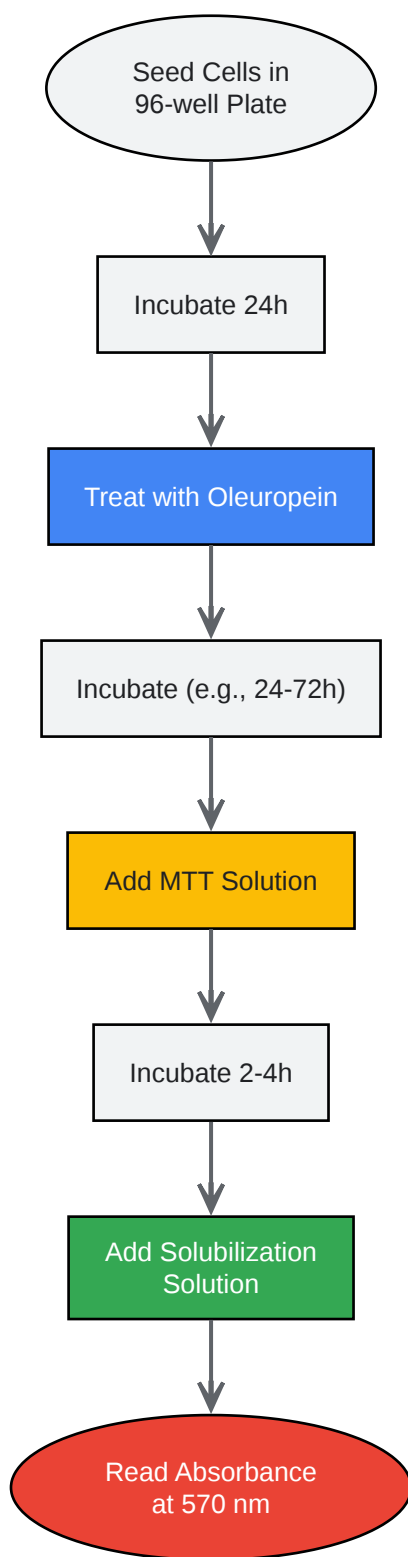 Seed Cells in
96-well Plate
Incubate 24h
Treat with Oleuropein
Incubate (e.g., 24-72h)
Add MTT Solution
Incubate 2-4h
Add Solubilization
Solution
Read Absorbance
at 570 nm